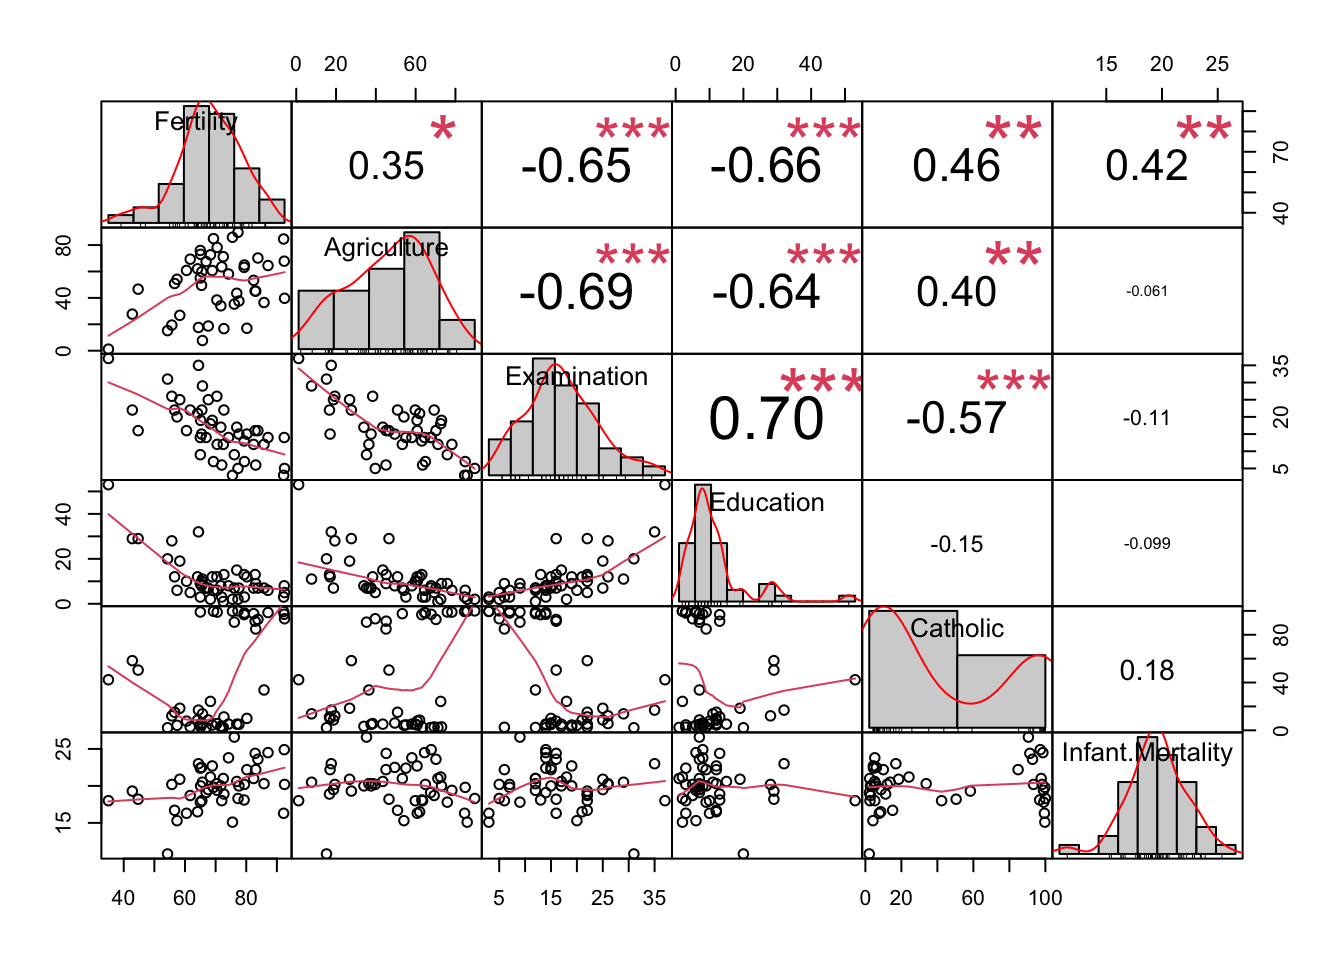 0 20 60 0 20 40 15 20 25
Fertility 0.35 * -0.65 *** -0.66 *** 0.46 ** 0.42 ** 40 70
80 40 0 Agriculture -0.69 *** -0.64 *** 0.40 ** -0.061
Examination 0.70 *** -0.57 *** -0.11 5 20 35
40 20 0 Education -0.15 -0.099
Catholic 0.18 0 40 80
25 15 Infant.Mortality
40 60 80 5 15 25 35 0 20 60 100